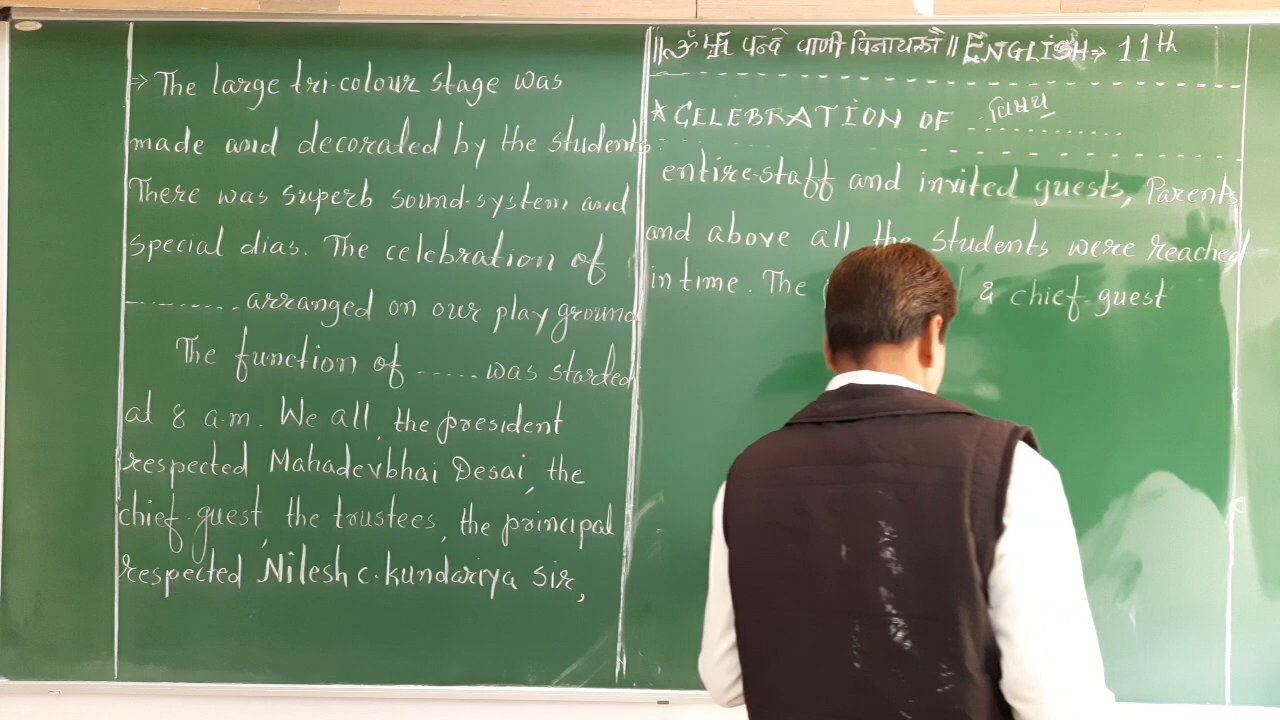 ⇒ The large tri-colour stage was
made and decorated by the students.
There was superb sound-system and
special dias. The celebration of
.......... arranged on our play ground
The function of ...... was started
at 8 a.m. We all, the president
respected Mahadevbhai Desai, the
chief-guest, the trustees, the principal
respected Nilesh C. Kundariya Sir,
||ૐ 卐 वन्दे वाणी विनायकौ|| ENGLISH⇒ 11th
* CELEBRATION OF ..............
entire-staff and invited guests, Parents
and above all the students were reached
in time. The & chief-guest